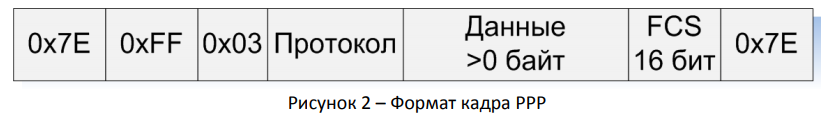 0x7E 0xFF 0x03 Протокол Данные >0 байт FCS 16 бит 0x7E
Рисунок 2 – Формат кадра PPP